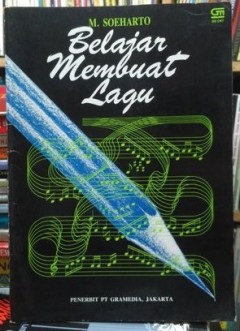 M. SOEHARTO
Belajar
Membuat
Lagu
PENERBIT PT GRAMEDIA, JAKARTA